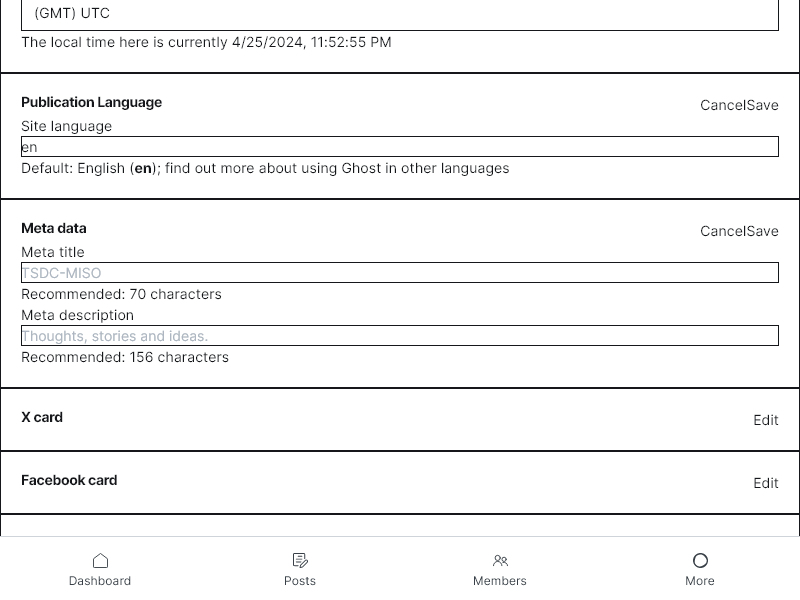 (GMT) UTC
The local time here is currently 4/25/2024, 11:52:55 PM
Publication Language
CancelSave
Site language
en
Default: English (en); find out more about using Ghost in other languages
Meta data
CancelSave
Meta title
TSDC-MISO
Recommended: 70 characters
Meta description
Thoughts, stories and ideas.
Recommended: 156 characters
X card
Edit
Facebook card
Edit
Dashboard
Posts
Members
More